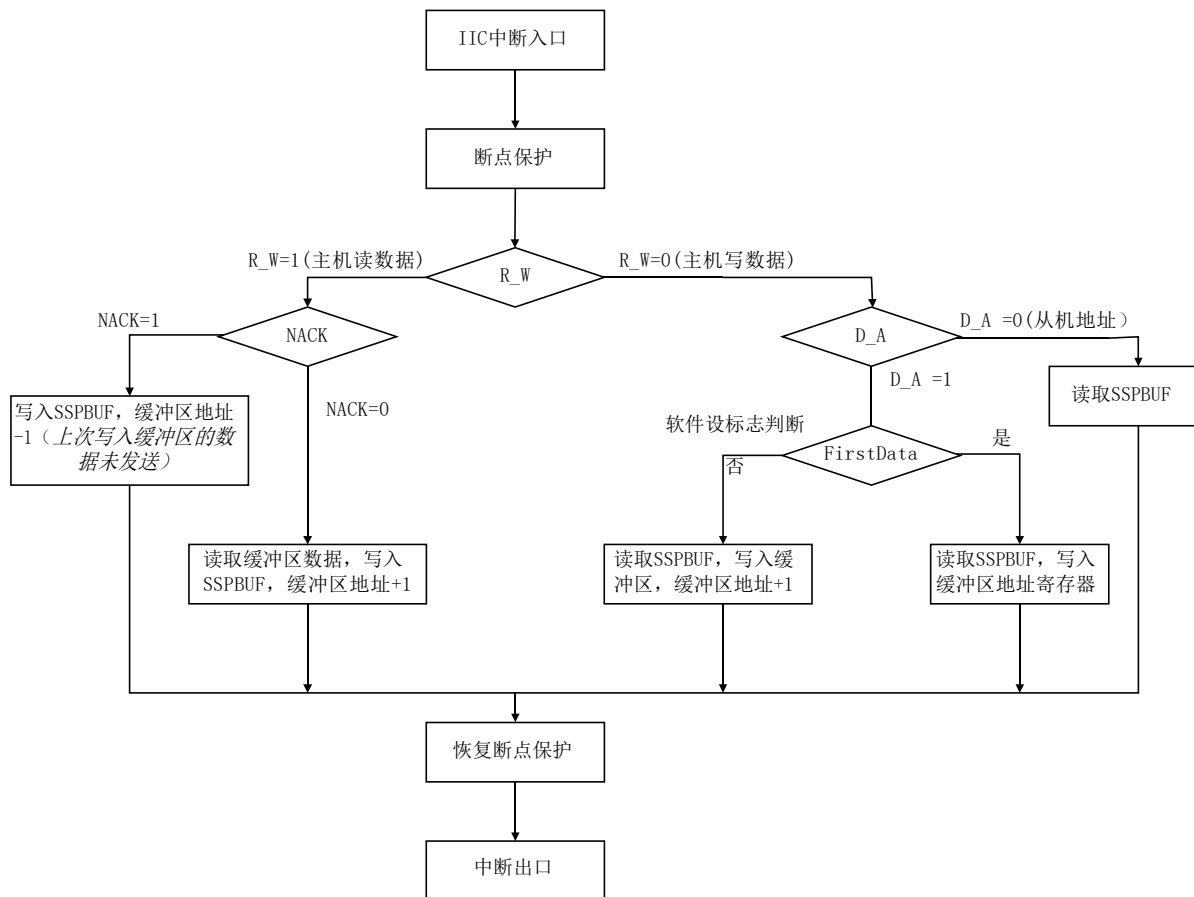 IIC中断入口
断点保护
R_W=1(主机读数据)
R_W=0(主机写数据)
R_W
NACK=1
NACK
D_A
D_A =0(从机地址）
D_A =1
读取SSPBUF
写入SSPBUF，缓冲区地址
-1（上次写入缓冲区的数
据未发送）
NACK=0
软件设标志判断
FirstData
否
是
读取缓冲区数据，写入
SSPBUF，缓冲区地址+1
读取SSPBUF，写入缓
冲区，缓冲区地址+1
读取SSPBUF，写入
缓冲区地址寄存器
恢复断点保护
中断出口